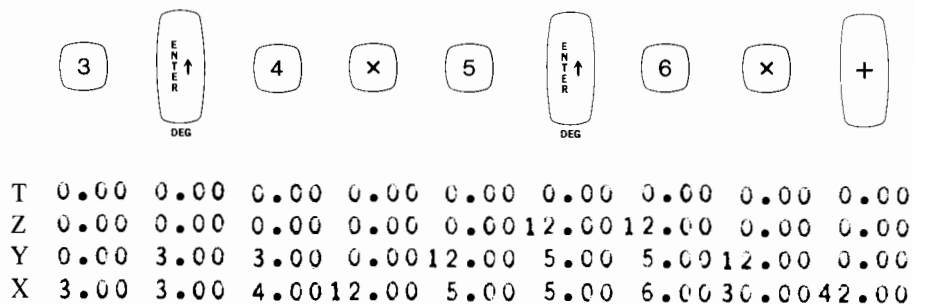 3 ENTER ↑ 4 × 5 ENTER ↑ 6 × +
DEG DEG
T 0.00 0.00 0.00 0.00 0.00 0.00 0.00 0.00 0.00
Z 0.00 0.00 0.00 0.00 0.00 12.00 12.00 0.00 0.00
Y 0.00 3.00 3.00 0.00 12.00 5.00 5.00 12.00 0.00
X 3.00 3.00 4.00 12.00 5.00 5.00 6.00 30.00 42.00